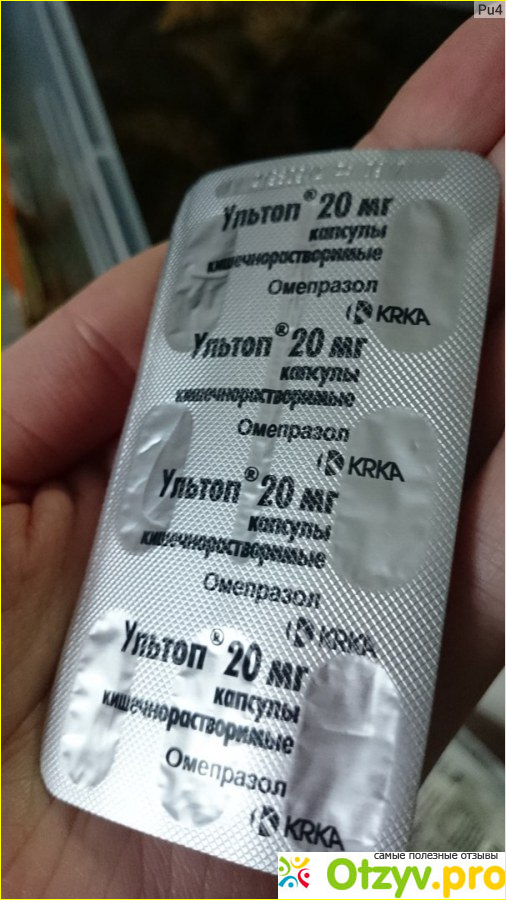 Pu4
Ультоп® 20 мг
капсулы
кишечнорастворимые
Омепразол
KRKA
Ультоп® 20 мг
капсулы
кишечнорастворимые
Омепразол
KRKA
Ультоп® 20 мг
капсулы
кишечнорастворимые
Омепразол
KRKA
Ультоп® 20 мг
капсулы
кишечнорастворимые
Омепразол
KRKA
самые полезные отзывы
Otzyv.pro